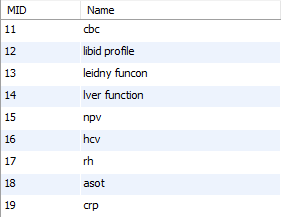 MID Name
11 cbc
12 libid profile
13 leidny funcon
14 lver function
15 npv
16 hcv
17 rh
18 asot
19 crp